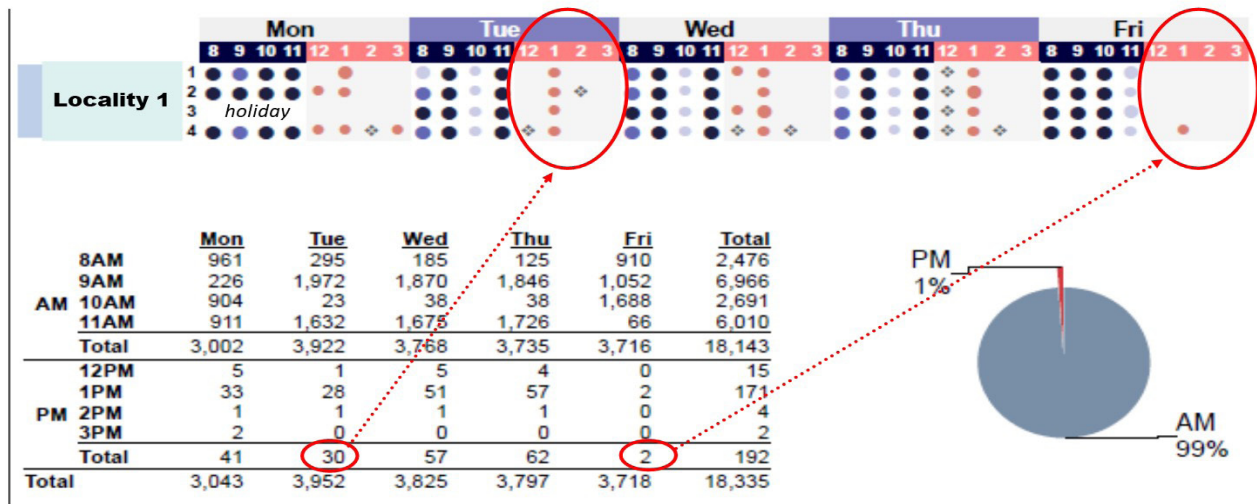 Mon Tue Wed Thu Fri
8 9 10 11 12 1 2 3 8 9 10 11 12 1 2 3 8 9 10 11 12 1 2 3 8 9 10 11 12 1 2 3 8 9 10 11 12 1 2 3
Locality 1
1
2
3 holiday
4
Mon Tue Wed Thu Fri Total
8AM 961 295 185 125 910 2,476
9AM 226 1,972 1,870 1,846 1,052 6,966
AM 10AM 904 23 38 38 1,688 2,691
11AM 911 1,632 1,675 1,726 66 6,010
Total 3,002 3,922 3,768 3,735 3,716 18,143
12PM 5 1 5 4 0 15
1PM 33 28 51 57 2 171
PM 2PM 1 1 1 1 0 4
3PM 2 0 0 0 0 2
Total 41 30 57 62 2 192
Total 3,043 3,952 3,825 3,797 3,718 18,335
PM
1%
AM
99%